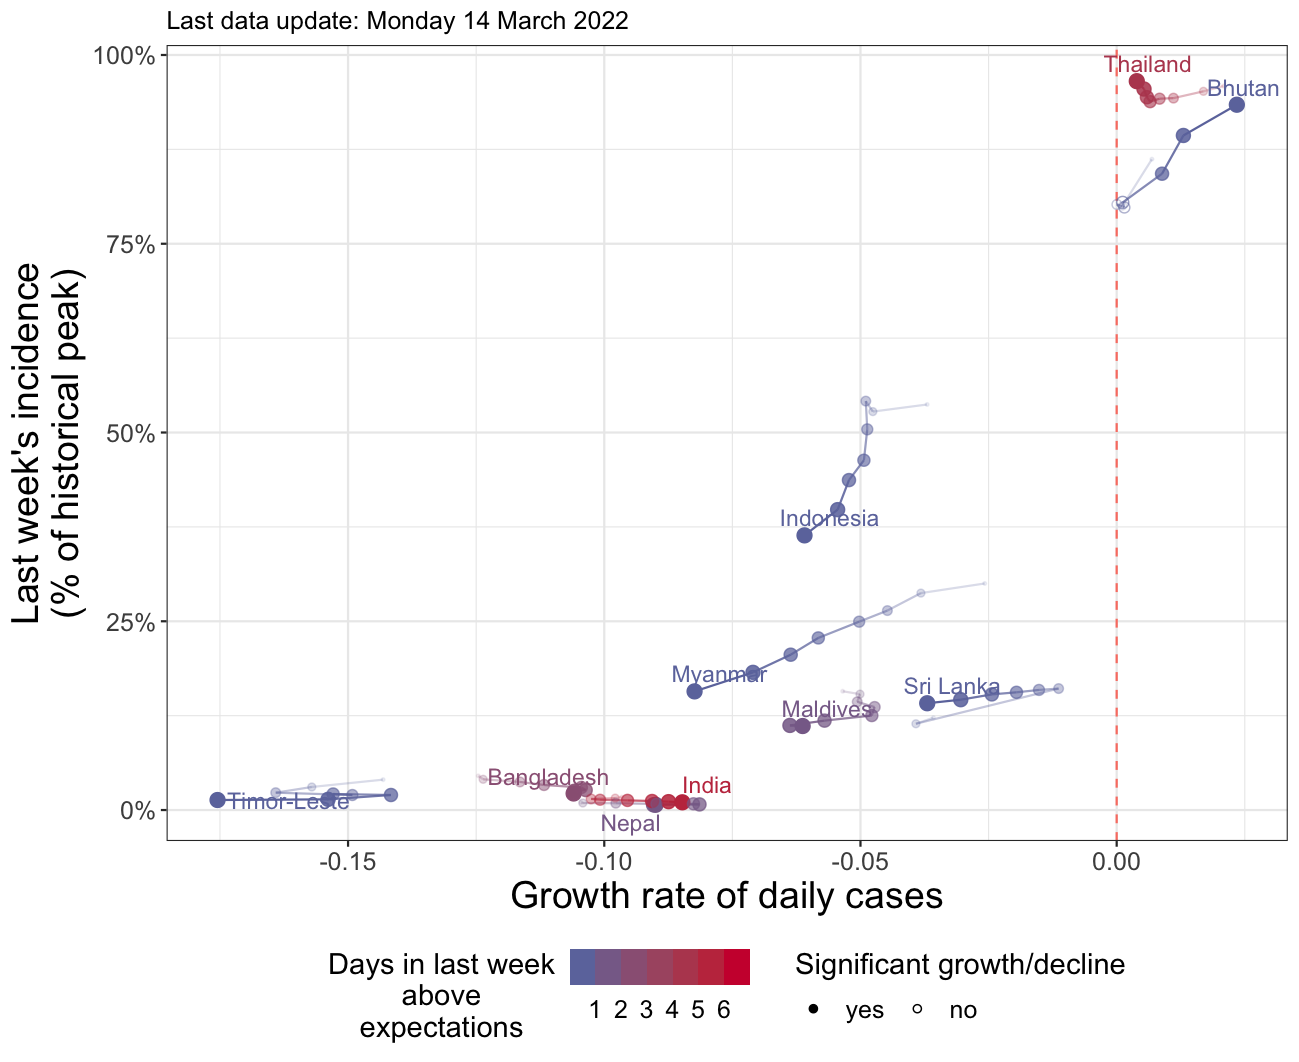 Last data update: Monday 14 March 2022
100%
75%
50%
25%
0%
Last week's incidence
(% of historical peak)
Thailand
Bhutan
Indonesia
Myanmar
Sri Lanka
Maldives
Bangladesh
India
Timor-Leste
Nepal
-0.15
-0.10
-0.05
0.00
Growth rate of daily cases
Days in last week
above
expectations
1 2 3 4 5 6
Significant growth/decline
yes
no